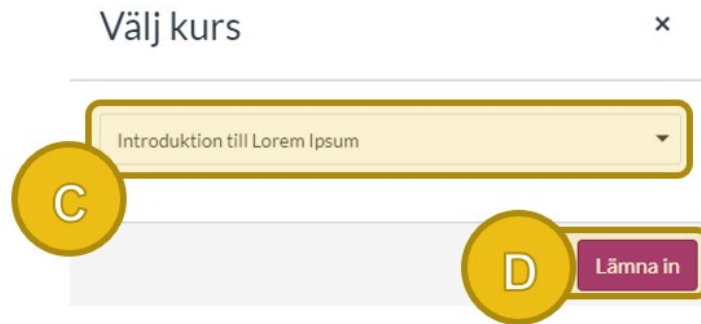 Välj kurs ×
Introduktion till Lorem Ipsum
C
D Lämna in